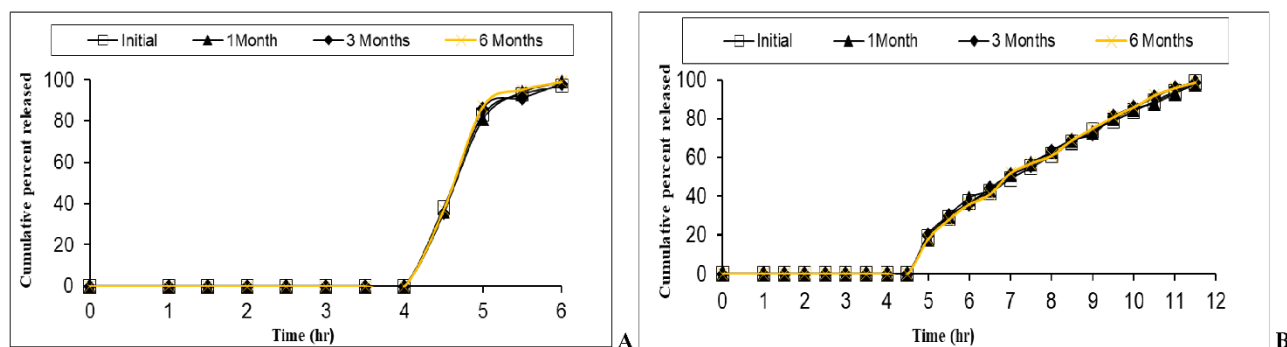 Initial 1Month 3 Months 6 Months
Cumulative percent released
100
80
60
40
20
0
0 1 2 3 4 5 6
Time (hr)
A
Initial 1Month 3 Months 6 Months
Cumulative percent released
100
80
60
40
20
0
0 1 2 3 4 5 6 7 8 9 10 11 12
Time (hr)
B